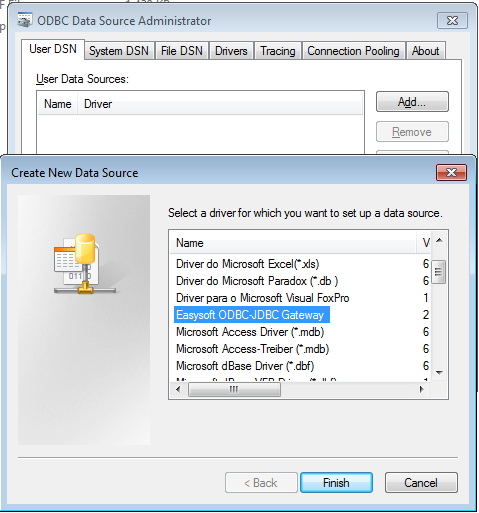 ODBC Data Source Administrator
User DSN System DSN File DSN Drivers Tracing Connection Pooling About
User Data Sources:
Name Driver
Add...
Remove
Create New Data Source
Select a driver for which you want to set up a data source.
Name V
Driver do Microsoft Excel(*.xls) 6
Driver do Microsoft Paradox (*.db ) 6
Driver para o Microsoft Visual FoxPro 1
Easysoft ODBC-JDBC Gateway 2
Microsoft Access Driver (*.mdb) 6
Microsoft Access-Treiber (*.mdb) 6
Microsoft dBase Driver (*.dbf) 6
01110
< Back Finish Cancel